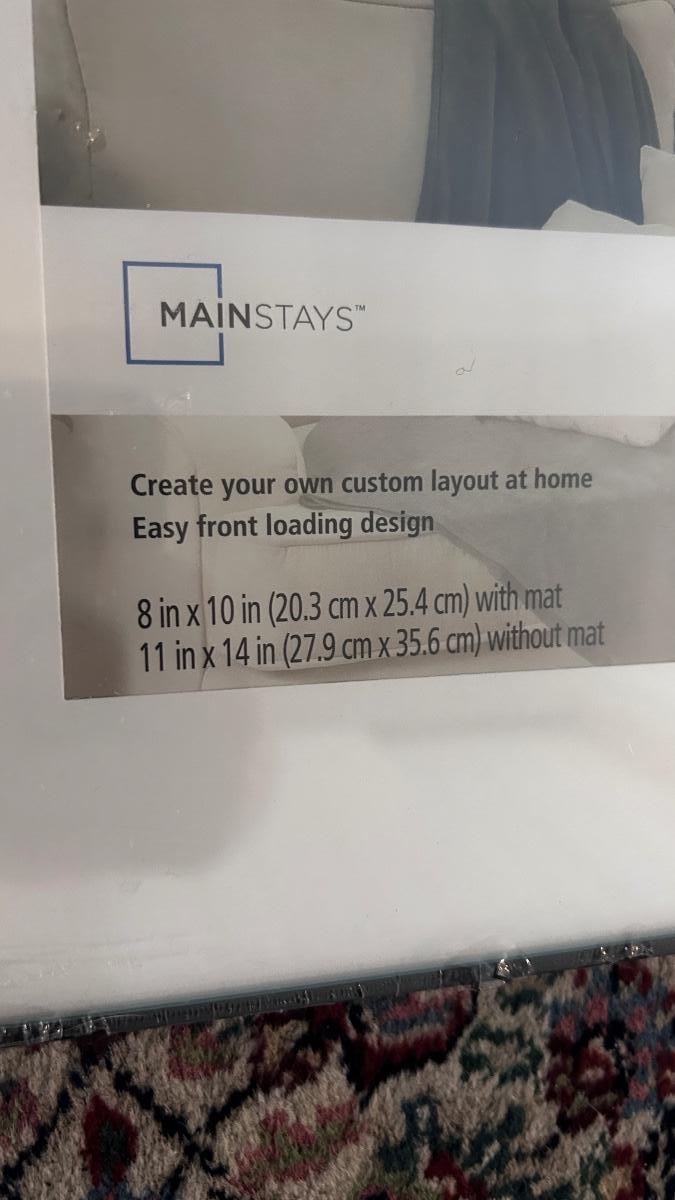 MAINSTAYS™
Create your own custom layout at home
Easy front loading design
8 in x 10 in (20.3 cm x 25.4 cm) with mat
11 in x 14 in (27.9 cm x 35.6 cm) without mat